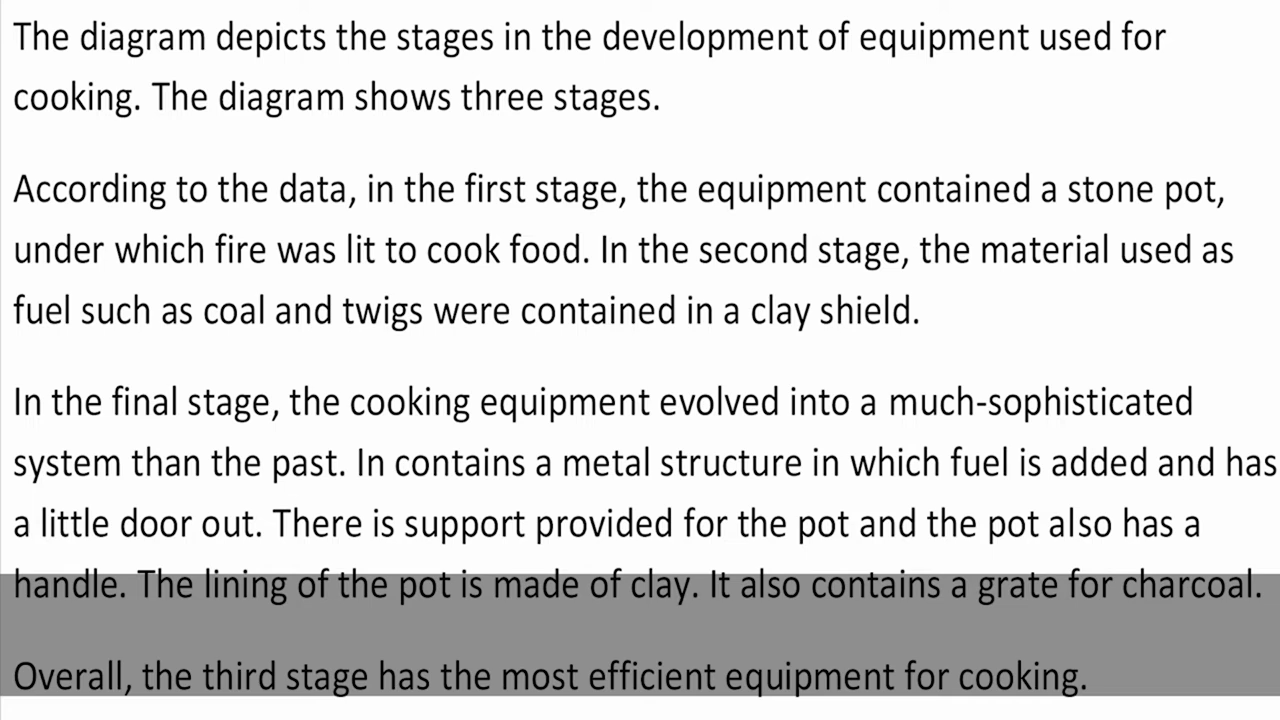 The diagram depicts the stages in the development of equipment used for
cooking. The diagram shows three stages.
According to the data, in the first stage, the equipment contained a stone pot,
under which fire was lit to cook food. In the second stage, the material used as
fuel such as coal and twigs were contained in a clay shield.
In the final stage, the cooking equipment evolved into a much-sophisticated
system than the past. In contains a metal structure in which fuel is added and has
a little door out. There is support provided for the pot and the pot also has a
handle. The lining of the pot is made of clay. It also contains a grate for charcoal.
Overall, the third stage has the most efficient equipment for cooking.